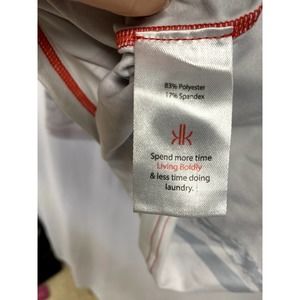 83% Polyester
17% Spandex
Spend more time
Living Boldly
& less time doing
laundry.